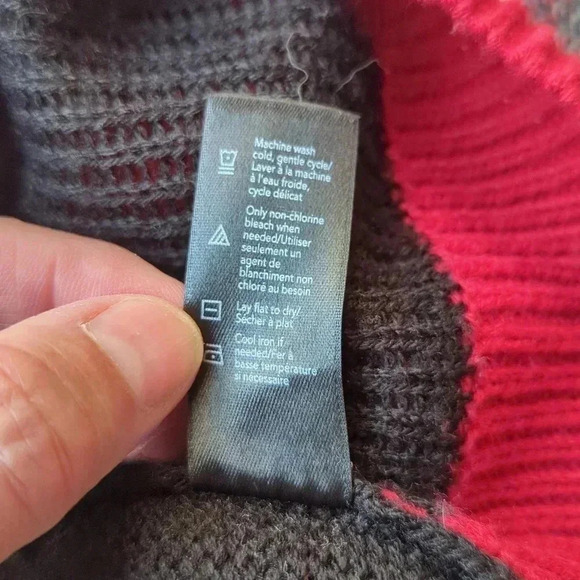 Machine wash
cold, gentle cycle/
Laver à la machine
à l'eau froide,
cycle délicat
Only non-chlorine
bleach when
needed/Utiliser
seulement un
agent de
blanchiment non
chloré au besoin
Lay flat to dry/
Sécher à plat
Cool iron if
needed/Fer à
basse température
si nécessaire